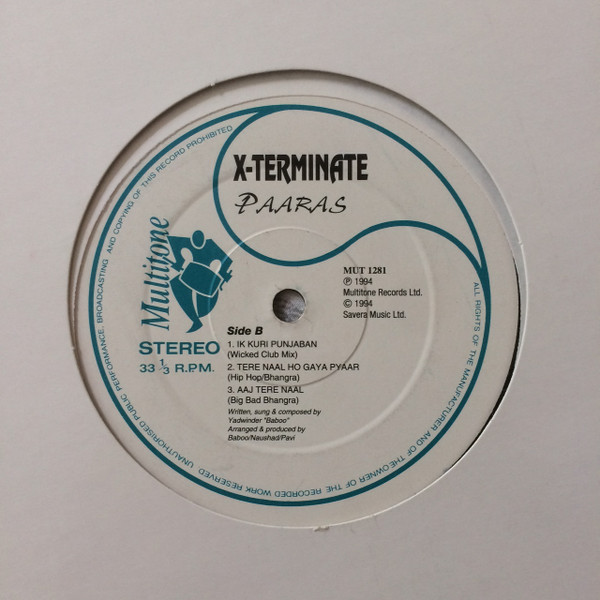 X-TERMINATE
PAARAS
Multitone
STEREO
33 1/3 R.P.M.
MUT 1281
℗ 1994
Multitone Records Ltd.
© 1994
Savera Music Ltd.
Side B
1. IK KURI PUNJABAN
(Wicked Club Mix)
2. TERE NAAL HO GAYA PYAAR
(Hip Hop/Bhangra)
3. AAJ TERE NAAL
(Big Bad Bhangra)
Written, sung & composed by
Yadwinder "Baboo"
Arranged & produced by
Baboo/Naushad/Pavi
ALL RIGHTS OF THE MANUFACTURER AND OF THE OWNER OF THE RECORDED WORK RESERVED UNAUTHORISED PUBLIC PERFORMANCE, BROADCASTING AND COPYING OF THIS RECORD PROHIBITED